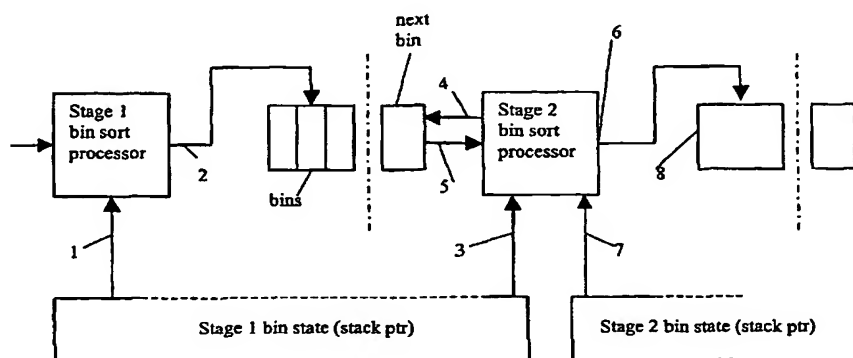 next
bin
6
4
Stage 1
bin sort
processor
Stage 2
bin sort
processor
2
5
8
bins
1
3
7
Stage 1 bin state (stack ptr)
Stage 2 bin state (stack ptr)